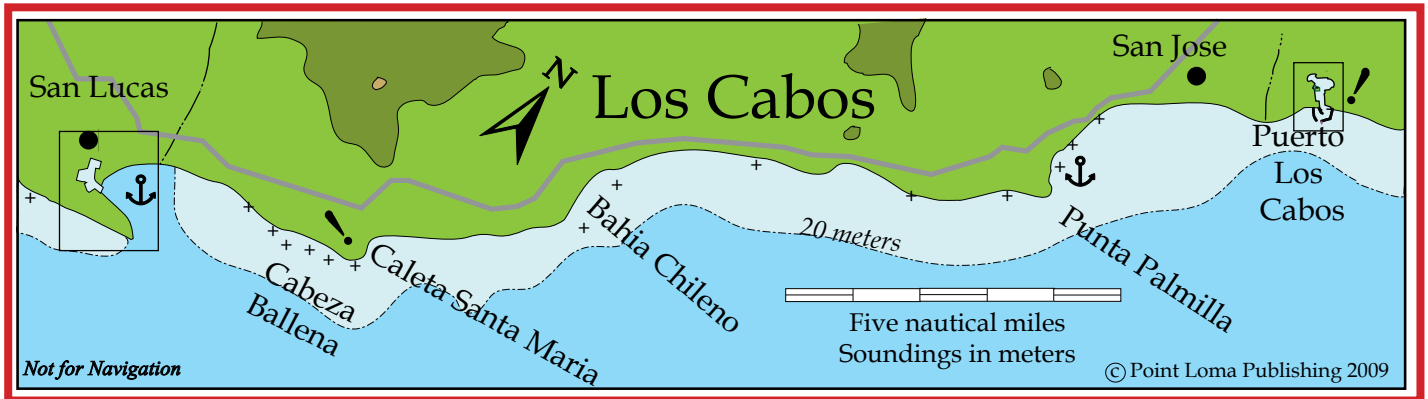 San Jose
N
San Lucas
Los Cabos
Puerto
Los
Cabos
Bahia Chileno
Punta Palmilla
20 meters
Caleta Santa Maria
Cabeza
Ballena
Five nautical miles
Soundings in meters
Not for Navigation
© Point Loma Publishing 2009